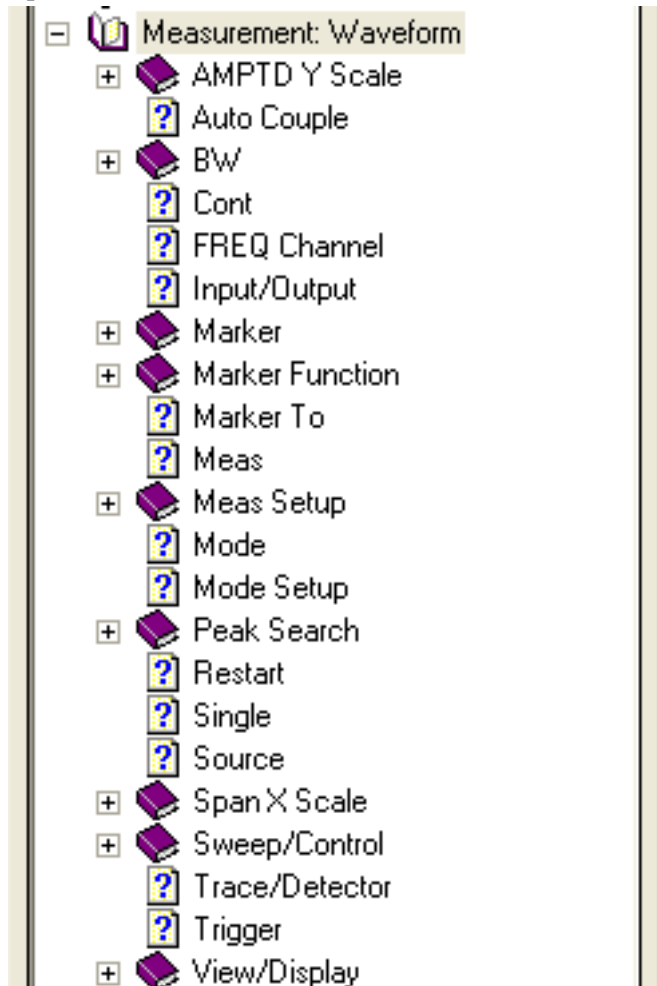 Measurement: Waveform
AMPTD Y Scale
Auto Couple
BW
Cont
FREQ Channel
Input/Output
Marker
Marker Function
Marker To
Meas
Meas Setup
Mode
Mode Setup
Peak Search
Restart
Single
Source
Span X Scale
Sweep/Control
Trace/Detector
Trigger
View/Display